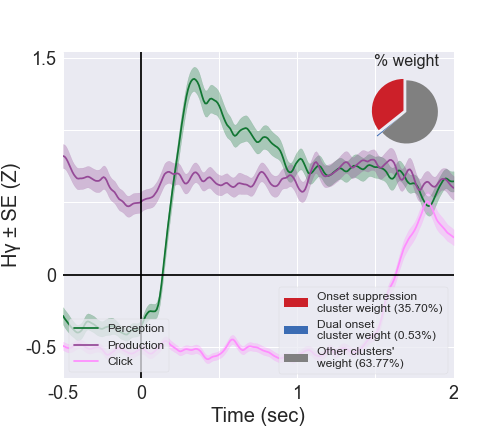 % weight
1.5
0
-0.5
Hγ ± SE (Z)
Perception
Production
Click
Onset suppression
cluster weight (35.70%)
Dual onset
cluster weight (0.53%)
Other clusters'
weight (63.77%)
-0.5 0 1 2
Time (sec)